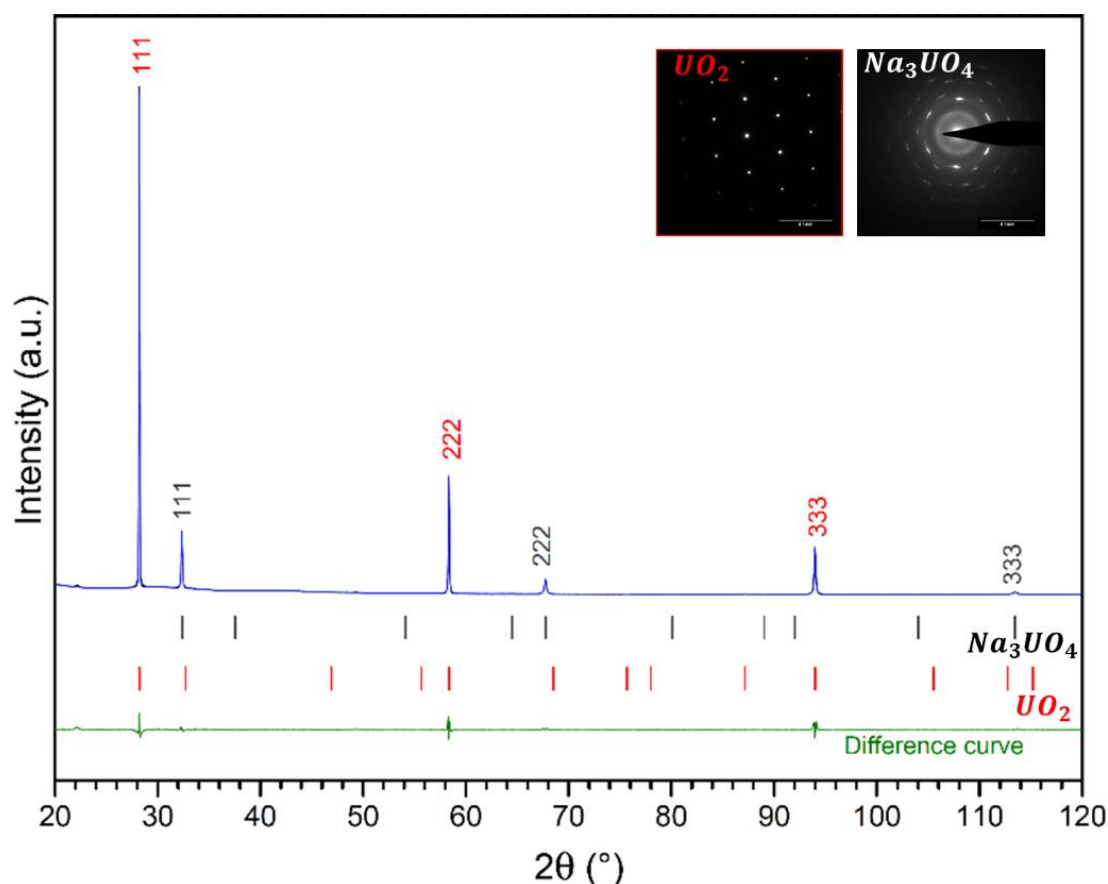 UO₂
Na₃UO₄
111
111
222
222
333
333
Na₃UO₄
UO₂
Difference curve
Intensity (a.u.)
20 30 40 50 60 70 80 90 100 110 120
2θ (°)